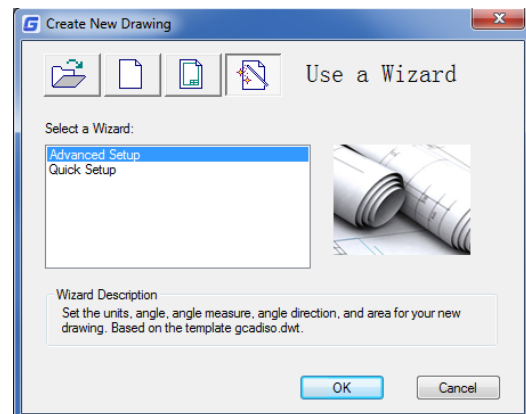 Create New Drawing
Use a Wizard
Select a Wizard:
Advanced Setup
Quick Setup
Wizard Description
Set the units, angle, angle measure, angle direction, and area for your new
drawing. Based on the template gcadiso.dwt.
OK
Cancel